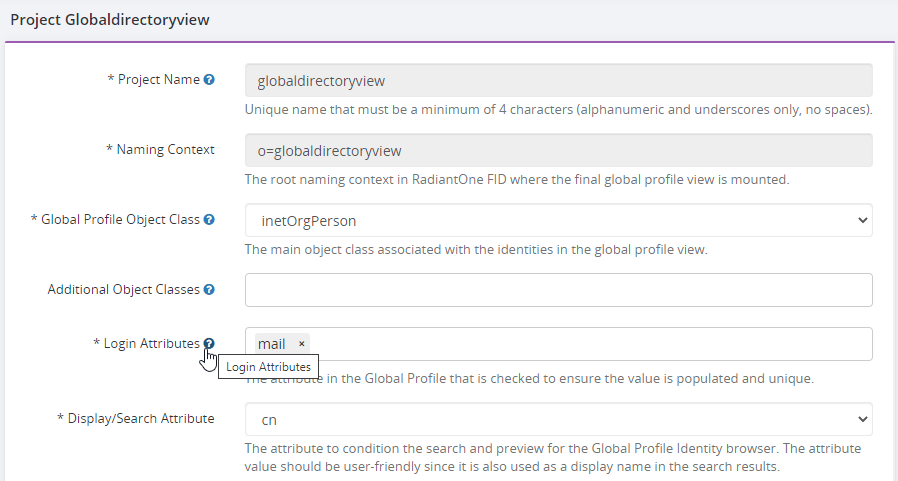 Project Globaldirectoryview
* Project Name
globaldirectoryview
Unique name that must be a minimum of 4 characters (alphanumeric and underscores only, no spaces).
* Naming Context
o=globaldirectoryview
The root naming context in RadiantOne FID where the final global profile view is mounted.
* Global Profile Object Class
inetOrgPerson
The main object class associated with the identities in the global profile view.
Additional Object Classes
* Login Attributes
mail ×
Login Attributes
The attribute in the Global Profile that is checked to ensure the value is populated and unique.
* Display/Search Attribute
cn
The attribute to condition the search and preview for the Global Profile Identity browser. The attribute
value should be user-friendly since it is also used as a display name in the search results.